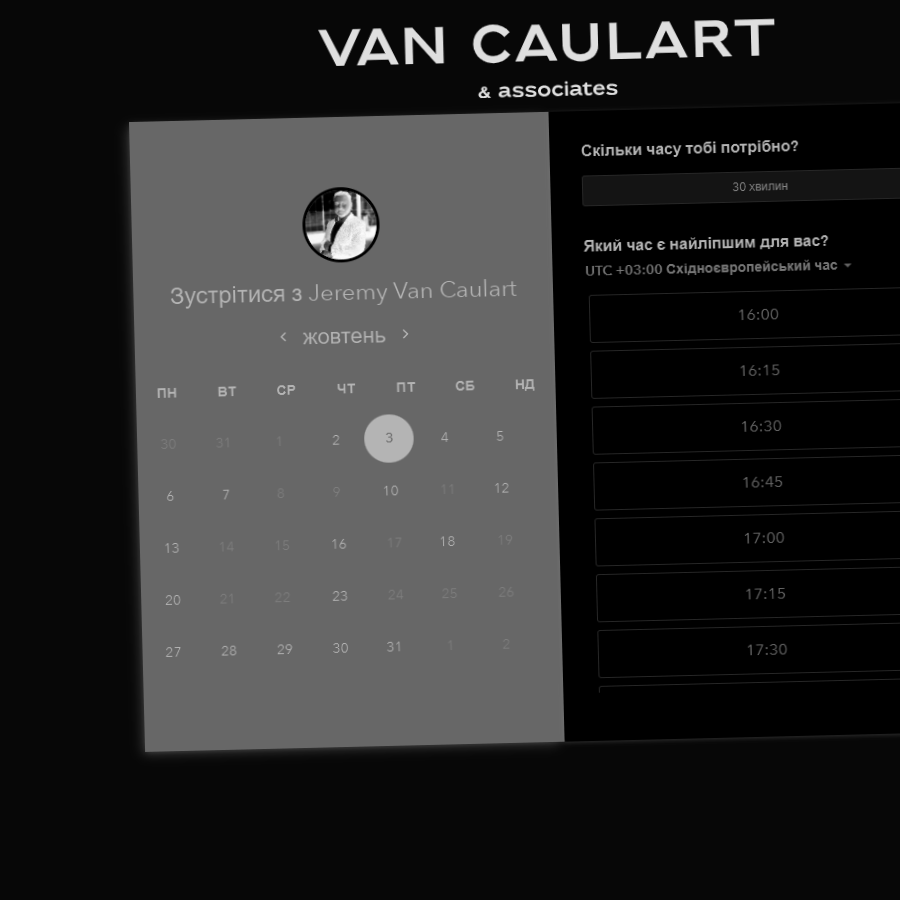 VAN CAULART
& associates
Зустрітися з Jeremy Van Caulart
жовтень
ПН ВТ СР ЧТ ПТ СБ НД
30 31 1 2 3 4 5
6 7 8 9 10 11 12
13 14 15 16 17 18 19
20 21 22 23 24 25 26
27 28 29 30 31 1 2
Скільки часу тобі потрібно?
30 хвилин
Який час є найліпшим для вас?
UTC +03:00 Східноєвропейський час
16:00
16:15
16:30
16:45
17:00
17:15
17:30